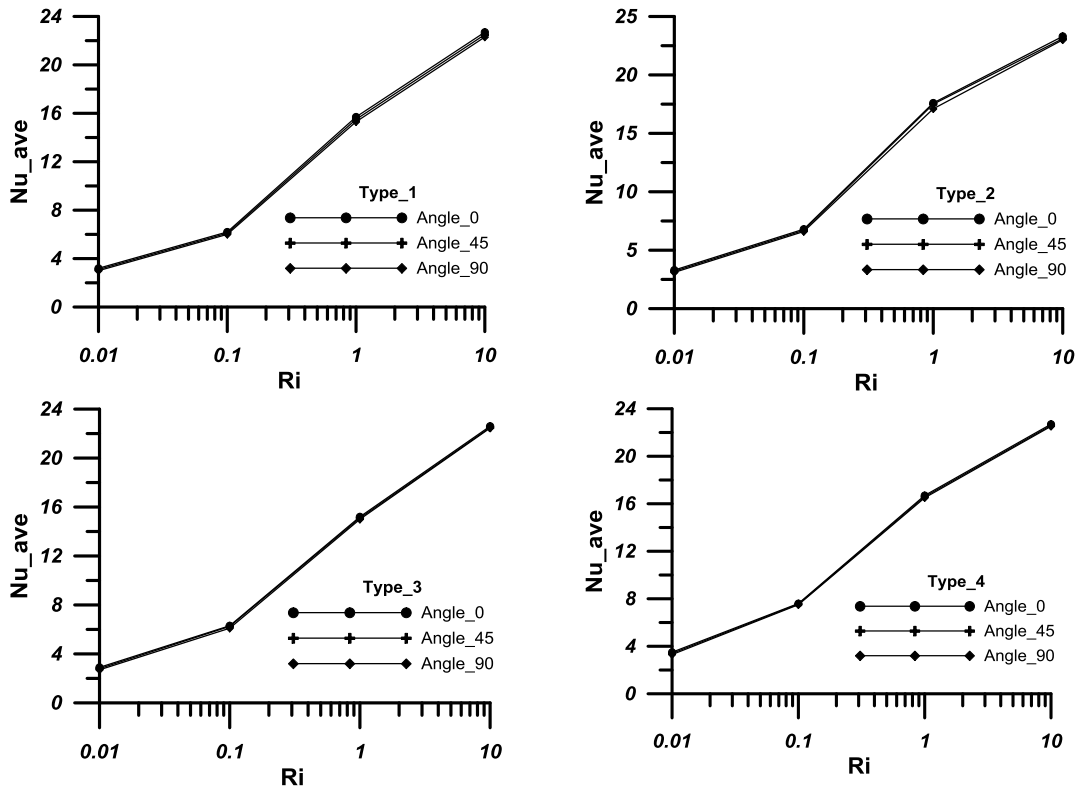 24
20
16
12
8
4
0
Nu_ave
Type_1
Angle_0
Angle_45
Angle_90
0.01 0.1 1 10
Ri
25
20
15
10
5
0
Nu_ave
Type_2
Angle_0
Angle_45
Angle_90
0.01 0.1 1 10
Ri
24
20
16
12
8
4
0
Nu_ave
Type_3
Angle_0
Angle_45
Angle_90
0.01 0.1 1 10
Ri
24
20
16
12
8
4
0
Nu_ave
Type_4
Angle_0
Angle_45
Angle_90
0.01 0.1 1 10
Ri